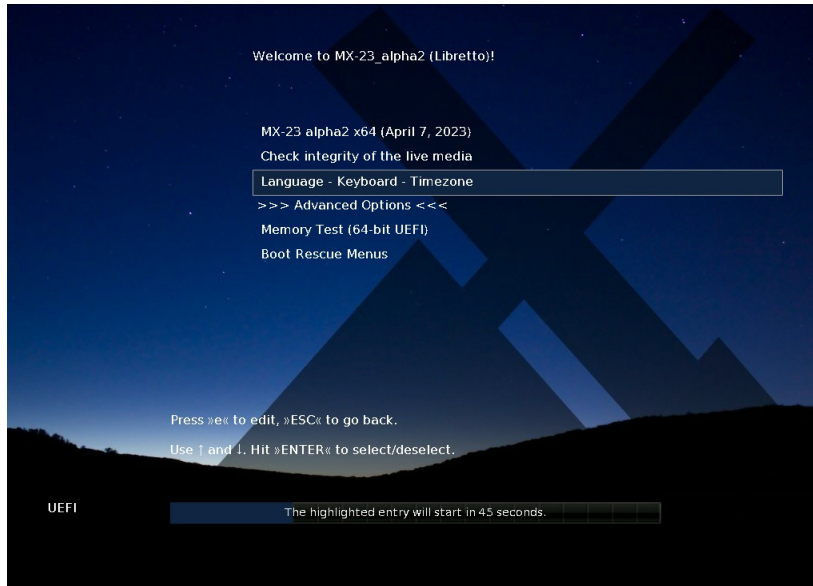 Welcome to MX-23_alpha2 (Libretto)!
MX-23 alpha2 x64 (April 7, 2023)
Check integrity of the live media
Language - Keyboard - Timezone
>>> Advanced Options <<<
Memory Test (64-bit UEFI)
Boot Rescue Menus
Press »e« to edit, »ESC« to go back.
Use ↑ and ↓. Hit »ENTER« to select/deselect.
UEFI
The highlighted entry will start in 45 seconds.